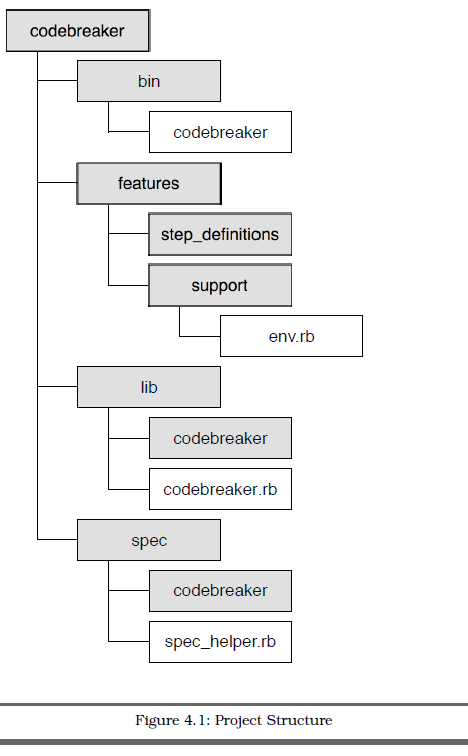 codebreaker
bin
codebreaker
features
step_definitions
support
env.rb
lib
codebreaker
codebreaker.rb
spec
codebreaker
spec_helper.rb
Figure 4.1: Project Structure